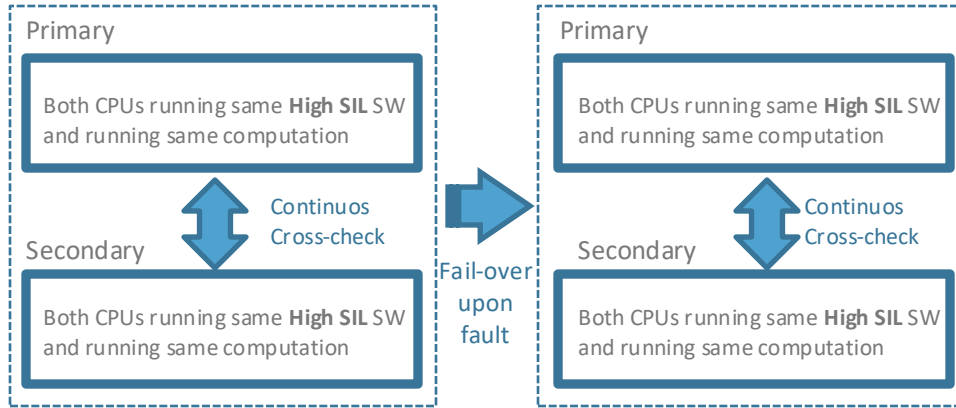 Primary
Both CPUs running same High SIL SW
and running same computation
Continuos
Cross-check
Secondary
Both CPUs running same High SIL SW
and running same computation
Fail-over
upon
fault
Primary
Both CPUs running same High SIL SW
and running same computation
Continuos
Cross-check
Secondary
Both CPUs running same High SIL SW
and running same computation